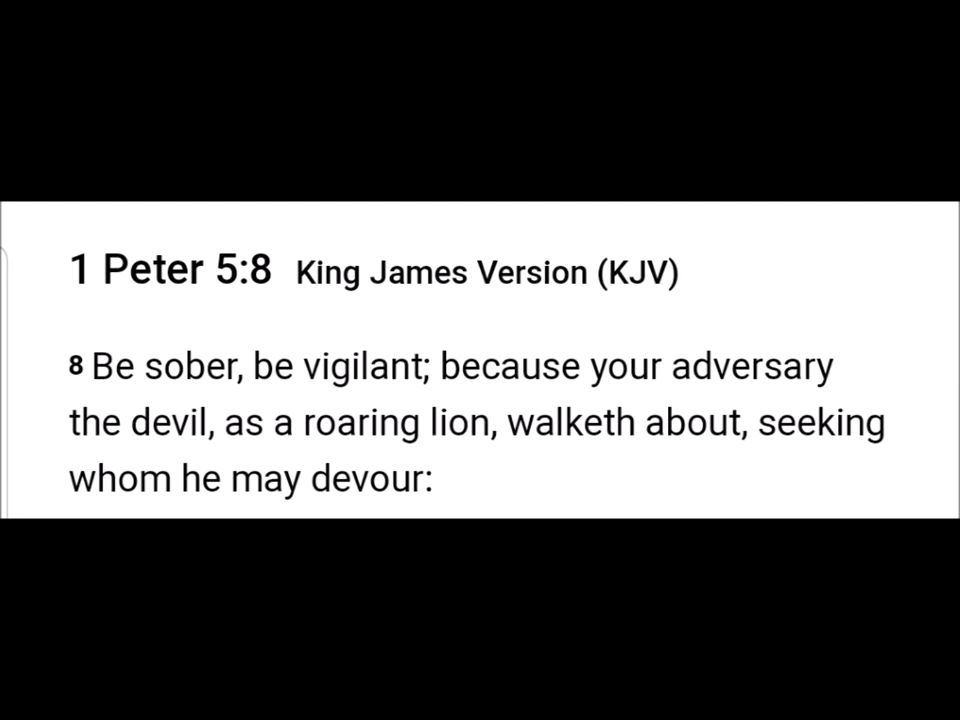 1 Peter 5:8 King James Version (KJV)
8 Be sober, be vigilant; because your adversary
the devil, as a roaring lion, walketh about, seeking
whom he may devour: